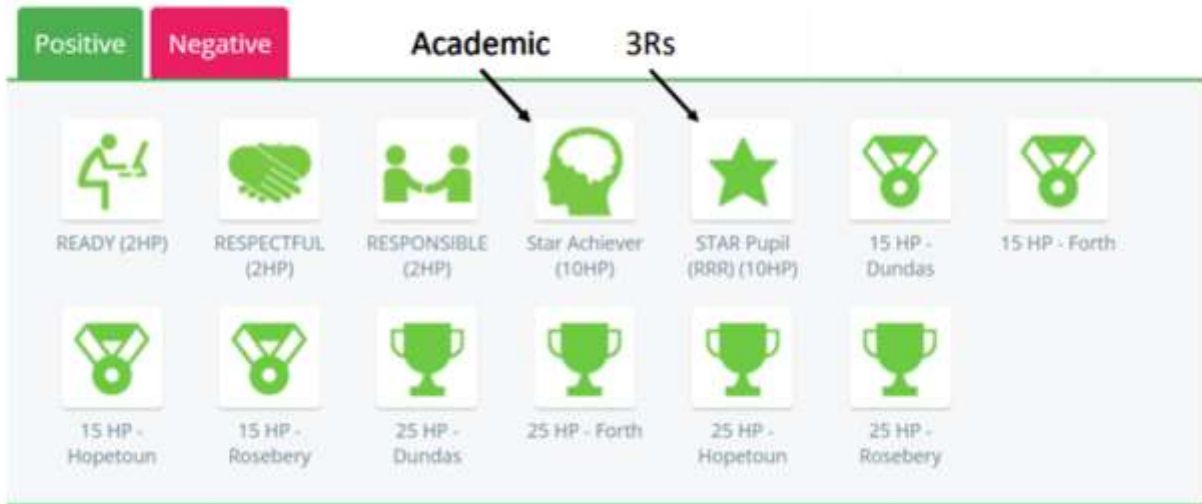 Positive Negative Academic 3Rs
READY (2HP)
RESPECTFUL
(2HP)
RESPONSIBLE
(2HP)
Star Achiever
(10HP)
STAR Pupil
(RRR) (10HP)
15 HP -
Dundas
15 HP - Forth
15 HP -
Hopetoun
15 HP -
Rosebery
25 HP -
Dundas
25 HP - Forth
25 HP -
Hopetoun
25 HP -
Rosebery